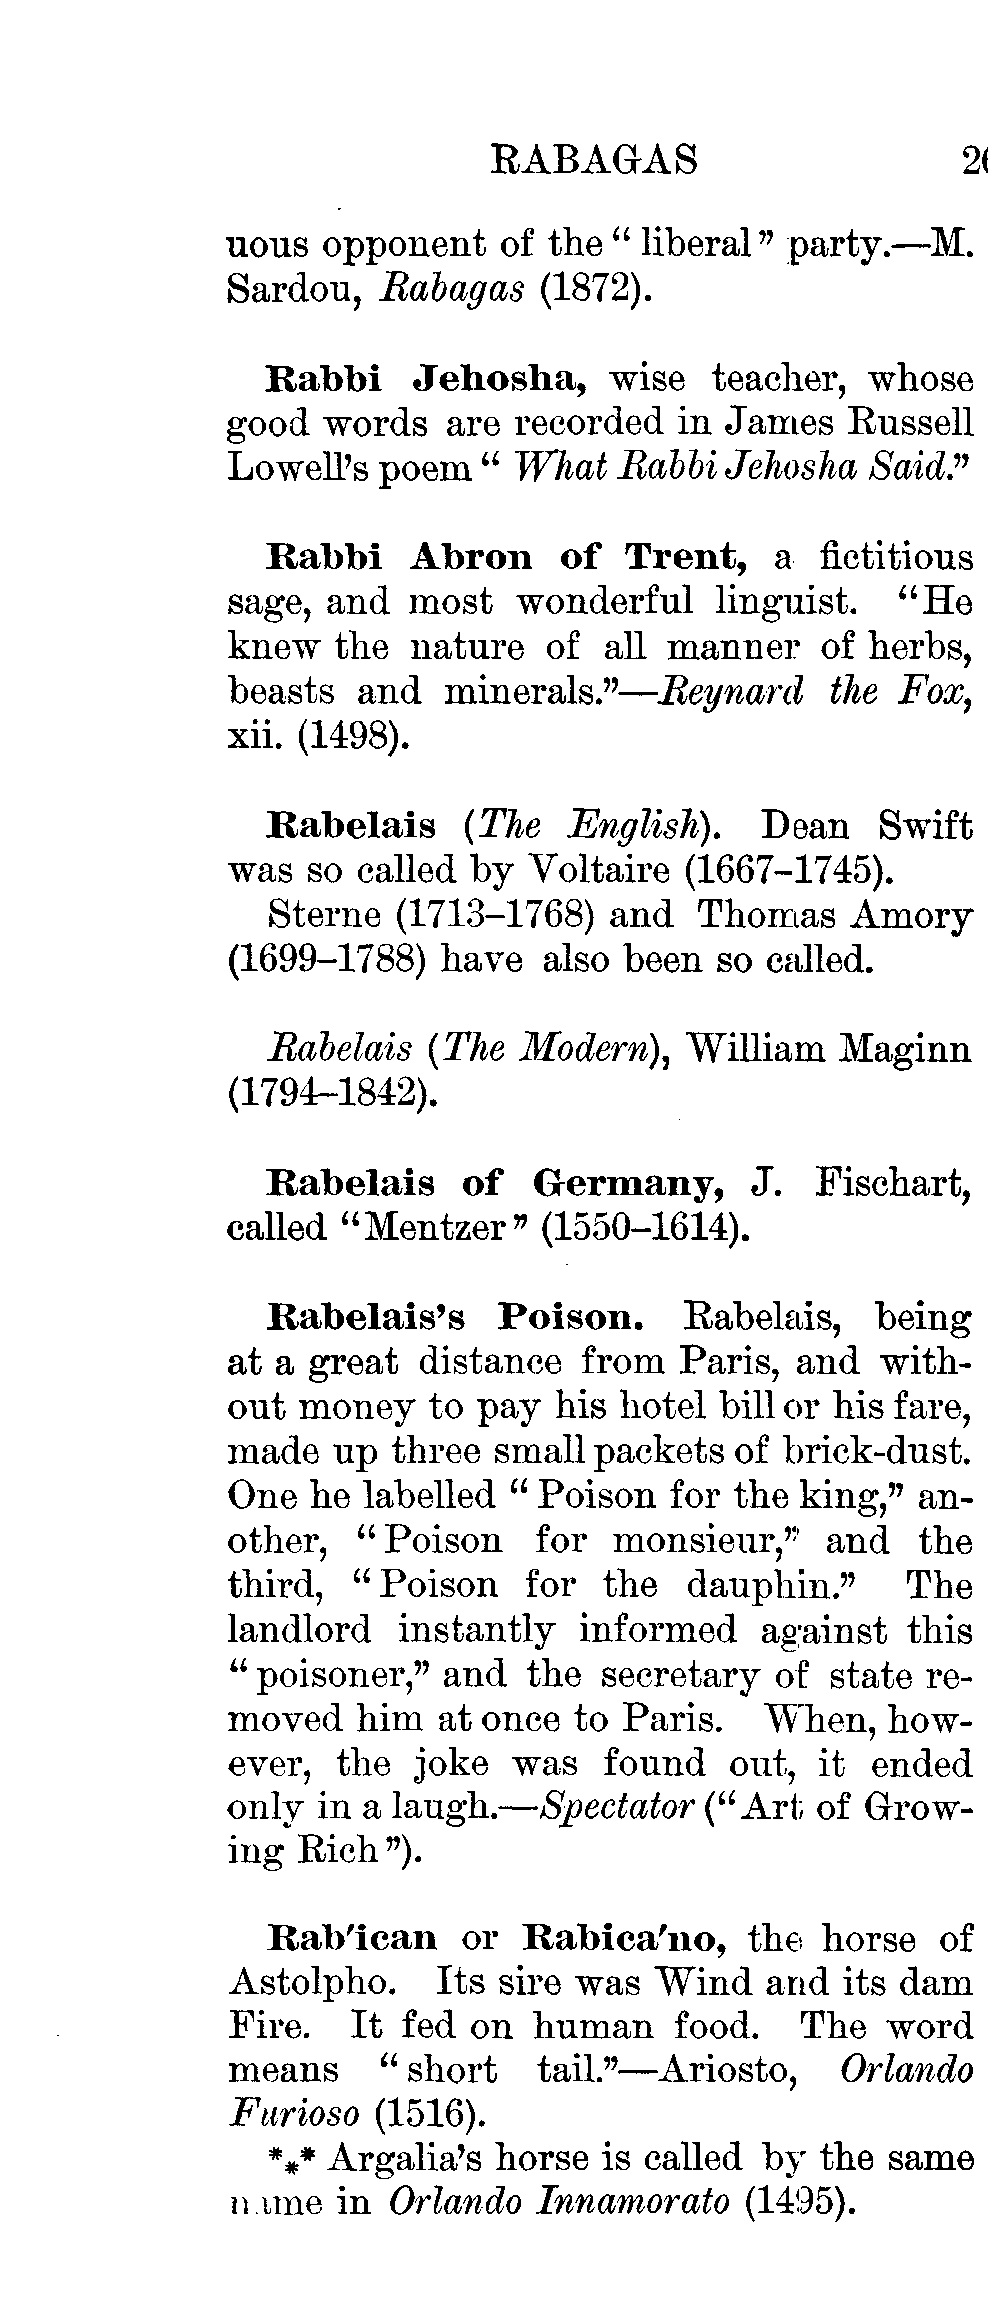 RABAGAS
uous opponent of the “ liberal ” party.—M.
Sardou, Rabagas (1872).
Rabbi Jehosha, wise teacher, whose
good words are recorded in James Russell
Lowell’s poem “ What Rabbi Jehosha Said.”
Rabbi Abron of Trent, a fictitious
sage, and most wonderful linguist. “He
knew the nature of all manner of herbs,
beasts and minerals.”—Reynard the Fox,
xii. (1498).
Rabelais (The English). Dean Swift
was so called by Voltaire (1667–1745).
Sterne (1713–1768) and Thomas Amory
(1699–1788) have also been so called.
Rabelais (The Modern), William Maginn
(1794–1842).
Rabelais of Germany, J. Fischart,
called “Mentzer” (1550–1614).
Rabelais’s Poison. Rabelais, being
at a great distance from Paris, and with-
out money to pay his hotel bill or his fare,
made up three small packets of brick-dust.
One he labelled “ Poison for the king,” an-
other, “Poison for monsieur,” and the
third, “Poison for the dauphin.” The
landlord instantly informed against this
“ poisoner,” and the secretary of state re-
moved him at once to Paris. When, how-
ever, the joke was found out, it ended
only in a laugh.—Spectator (“Art of Grow-
ing Rich”).
Rab′ican or Rabica′no, the horse of
Astolpho. Its sire was Wind and its dam
Fire. It fed on human food. The word
means “short tail.”—Ariosto, Orlando
Furioso (1516).
*⁎* Argalia’s horse is called by the same
name in Orlando Innamorato (1495).